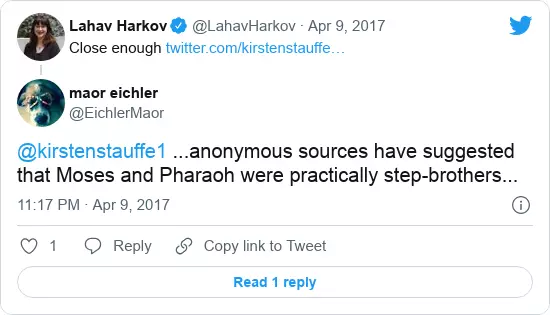 Lahav Harkov @LahavHarkov · Apr 9, 2017
Close enough twitter.com/kirstenstauffe…
maor eichler
@EichlerMaor
@kirstenstauffe1 ...anonymous sources have suggested
that Moses and Pharaoh were practically step-brothers...
11:17 PM · Apr 9, 2017
1 Reply Copy link to Tweet
Read 1 reply